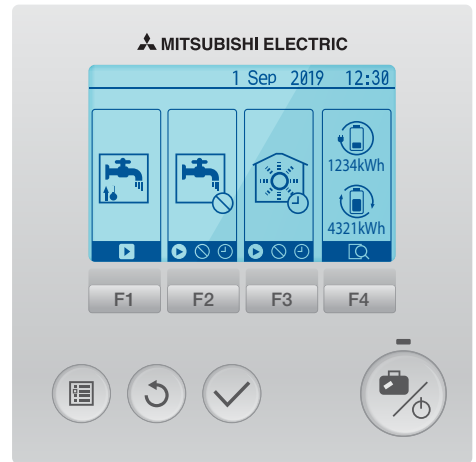 MITSUBISHI ELECTRIC
1 Sep 2019 12:30
1234kWh
4321kWh
F1 F2 F3 F4